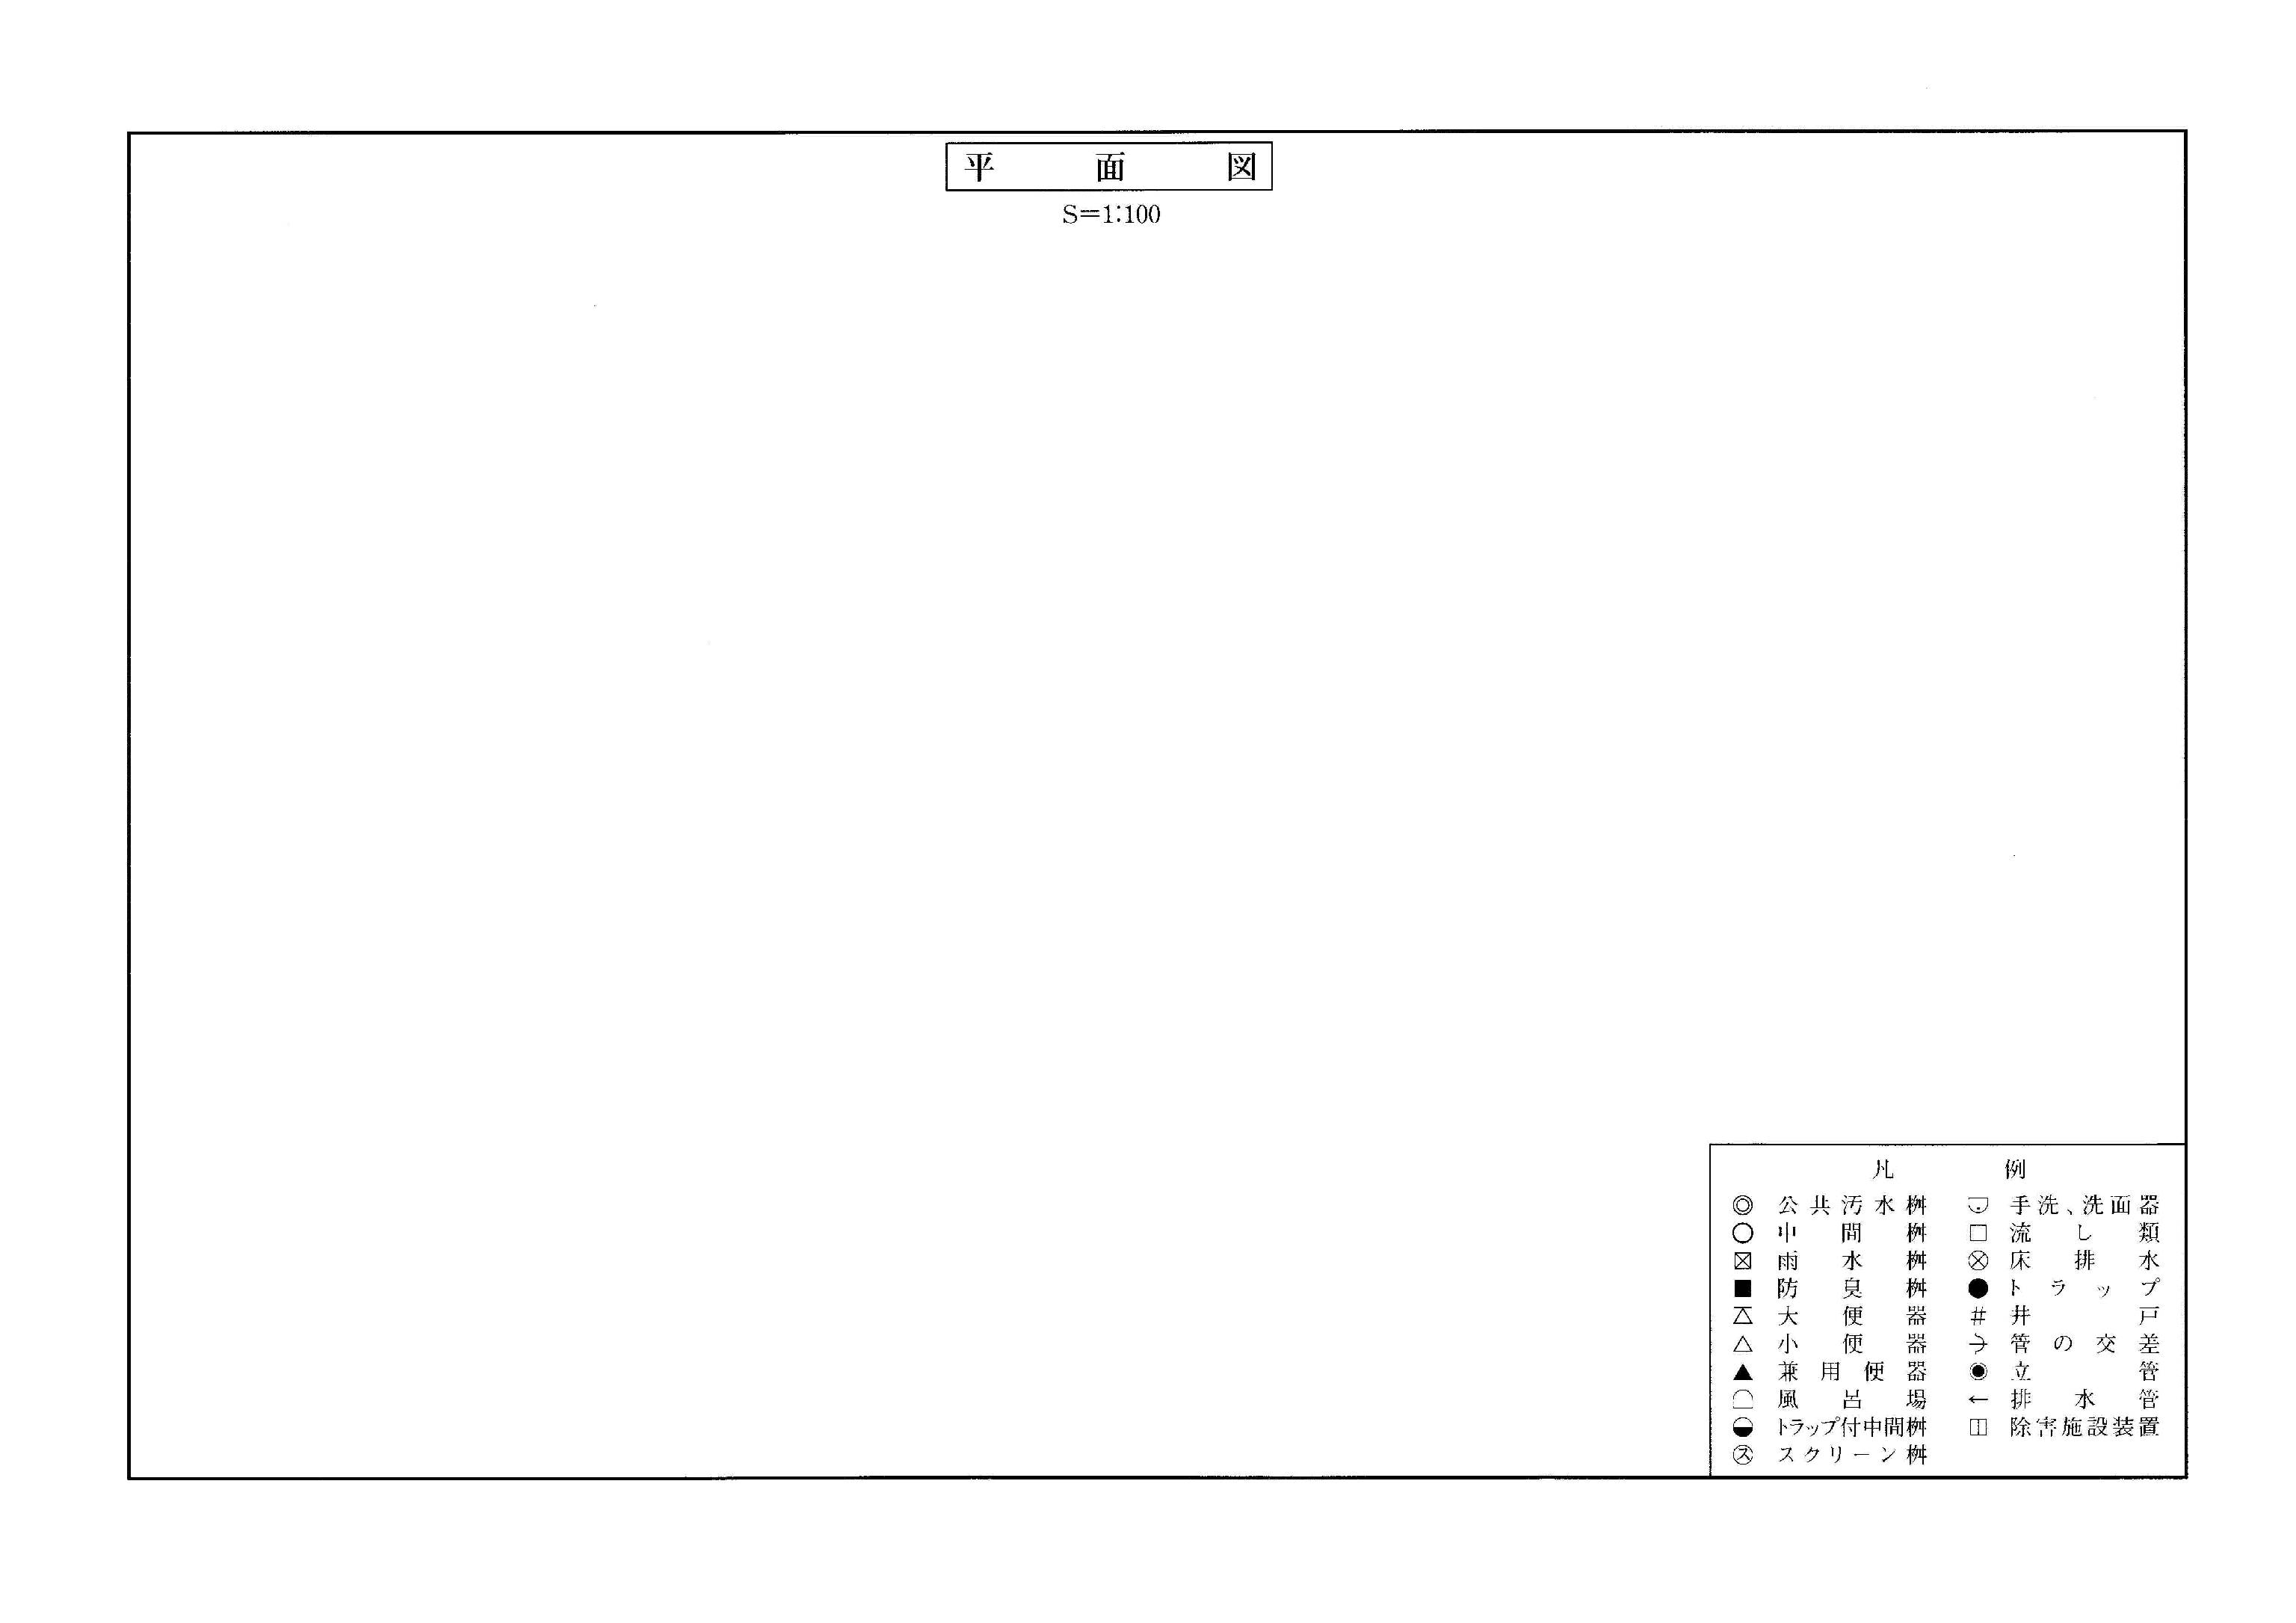 平面図
S=1:100
凡例
◎ 公共汚水桝
○ 中間桝
⊠ 雨水桝
■ 防臭桝
大便器
△ 小便器
▲ 兼用便器
風呂場
トラップ付中間桝
㋜ スクリーン桝
手洗、洗面器
□ 流し類
⊗ 床排水
● トラップ
# 井戸
管の交差
◉ 立管
← 排水管
除害施設装置